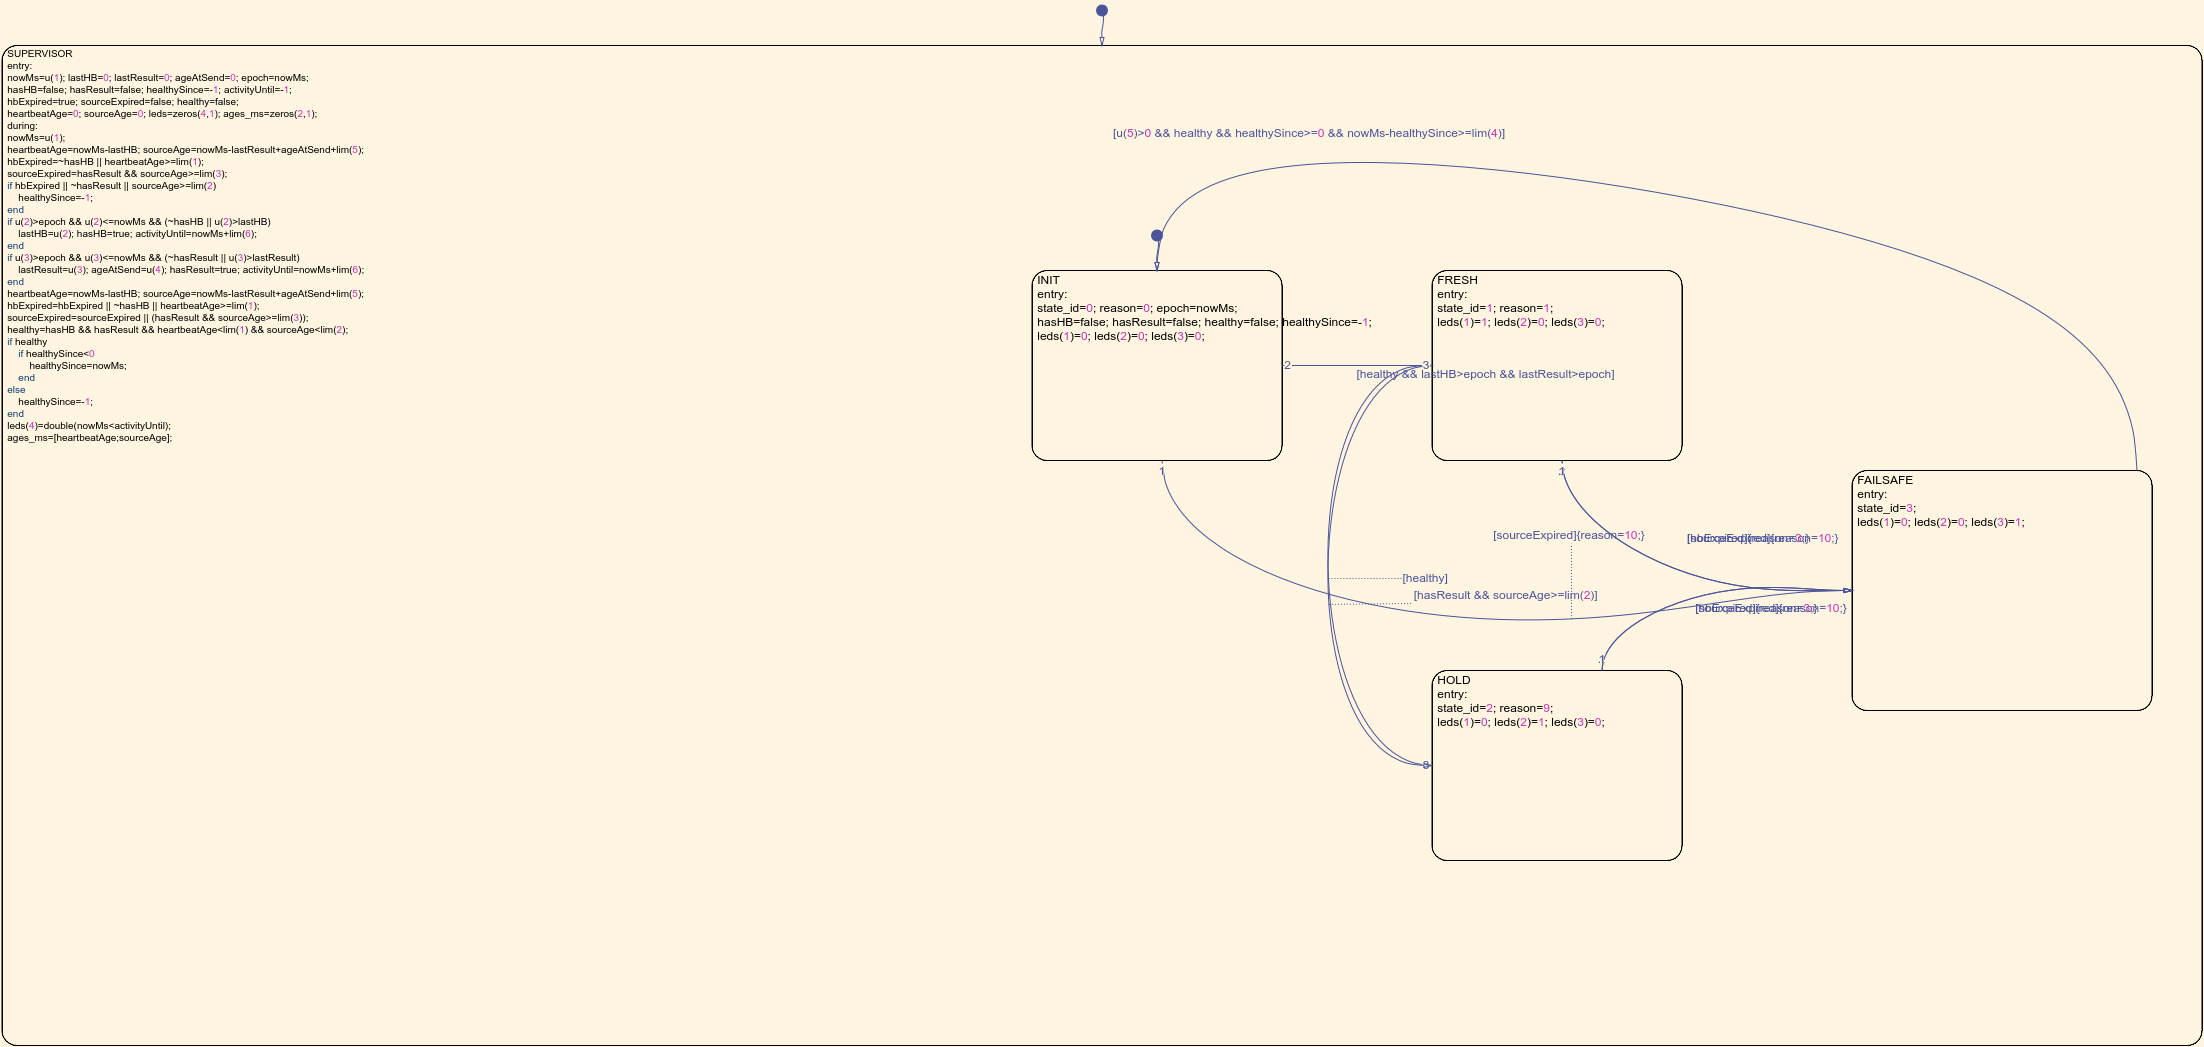 SUPERVISOR
entry:
nowMs=u(1); lastHB=0; lastResult=0; ageAtSend=0; epoch=nowMs;
hasHB=false; hasResult=false; healthySince=-1; activityUntil=-1;
hbExpired=true; sourceExpired=false; healthy=false;
heartbeatAge=0; sourceAge=0; leds=zeros(4,1); ages_ms=zeros(2,1);
during:
nowMs=u(1);
heartbeatAge=nowMs-lastHB; sourceAge=nowMs-lastResult+ageAtSend+lim(5);
hbExpired=~hasHB || heartbeatAge>=lim(1);
sourceExpired=hasResult && sourceAge>=lim(3);
if hbExpired || ~hasResult || sourceAge>=lim(2)
healthySince=-1;
end
if u(2)>epoch && u(2)<=nowMs && (~hasHB || u(2)>lastHB)
lastHB=u(2); hasHB=true; activityUntil=nowMs+lim(6);
end
if u(3)>epoch && u(3)<=nowMs && (~hasResult || u(3)>lastResult)
lastResult=u(3); ageAtSend=u(4); hasResult=true; activityUntil=nowMs+lim(6);
end
heartbeatAge=nowMs-lastHB; sourceAge=nowMs-lastResult+ageAtSend+lim(5);
hbExpired=hbExpired || ~hasHB || heartbeatAge>=lim(1);
sourceExpired=sourceExpired || (hasResult && sourceAge>=lim(3));
healthy=hasHB && hasResult && heartbeatAge<lim(1) && sourceAge<lim(2);
if healthy
if healthySince<0
healthySince=nowMs;
end
else
healthySince=-1;
end
leds(4)=double(nowMs<activityUntil);
ages_ms=[heartbeatAge;sourceAge];
[u(5)>0 && healthy && healthySince>=0 && nowMs-healthySince>=lim(4)]
INIT
entry:
state_id=0; reason=0; epoch=nowMs;
hasHB=false; hasResult=false; healthy=false; healthySince=-1;
leds(1)=0; leds(2)=0; leds(3)=0;
FRESH
entry:
state_id=1; reason=1;
leds(1)=1; leds(2)=0; leds(3)=0;
2
3
[healthy && lastHB>epoch && lastResult>epoch]
1
1
FAILSAFE
entry:
state_id=3;
leds(1)=0; leds(2)=0; leds(3)=1;
[sourceExpired]{reason=10;}
[healthy]
[hasResult && sourceAge>=lim(2)]
1
HOLD
entry:
state_id=2; reason=9;
leds(1)=0; leds(2)=1; leds(3)=0;
3